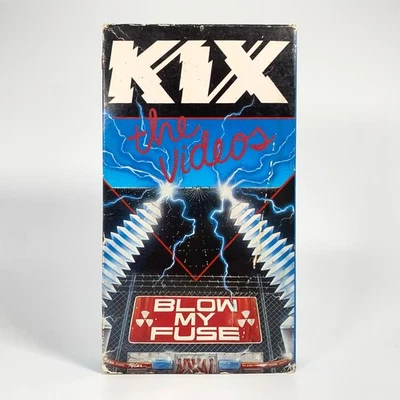 KIX
the
videos
BLOW
MY
FUSE